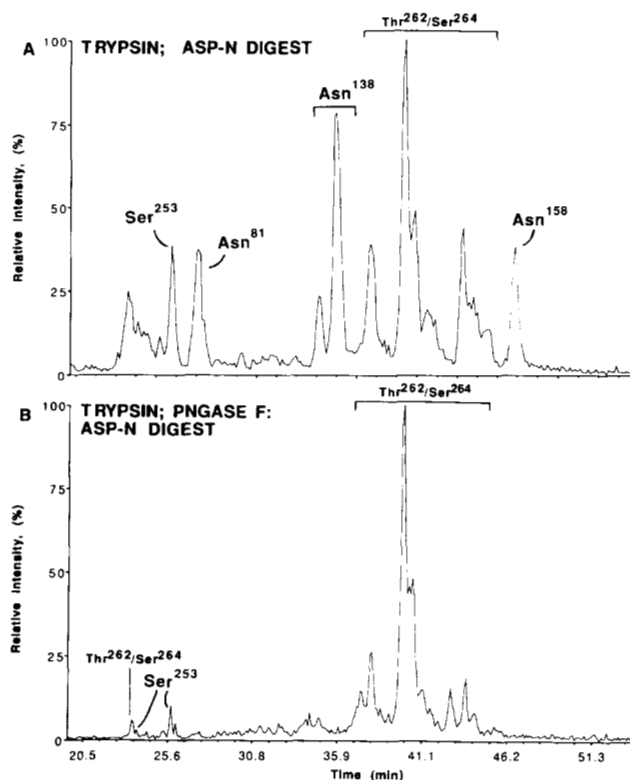 Thr262/Ser264
A TRYPSIN; ASP-N DIGEST
100
Asn138
75
Ser253
Asn81
Asn158
50
25
0
Relative Intensity, (%)
Thr262/Ser264
B TRYPSIN; PNGASE F:
ASP-N DIGEST
100
75
50
Thr262/Ser264
Ser253
25
0
Relative Intensity, (%)
20.5 25.6 30.8 35.9 41.1 46.2 51.3
Time (min)